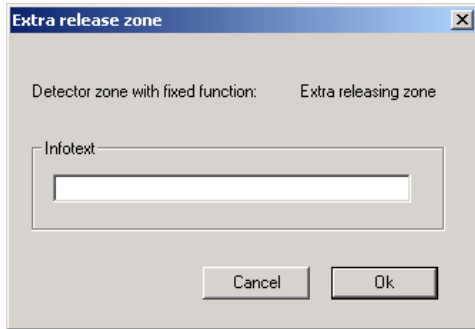 Extra release zone
Detector zone with fixed function: Extra releasing zone
Infotext
Cancel Ok